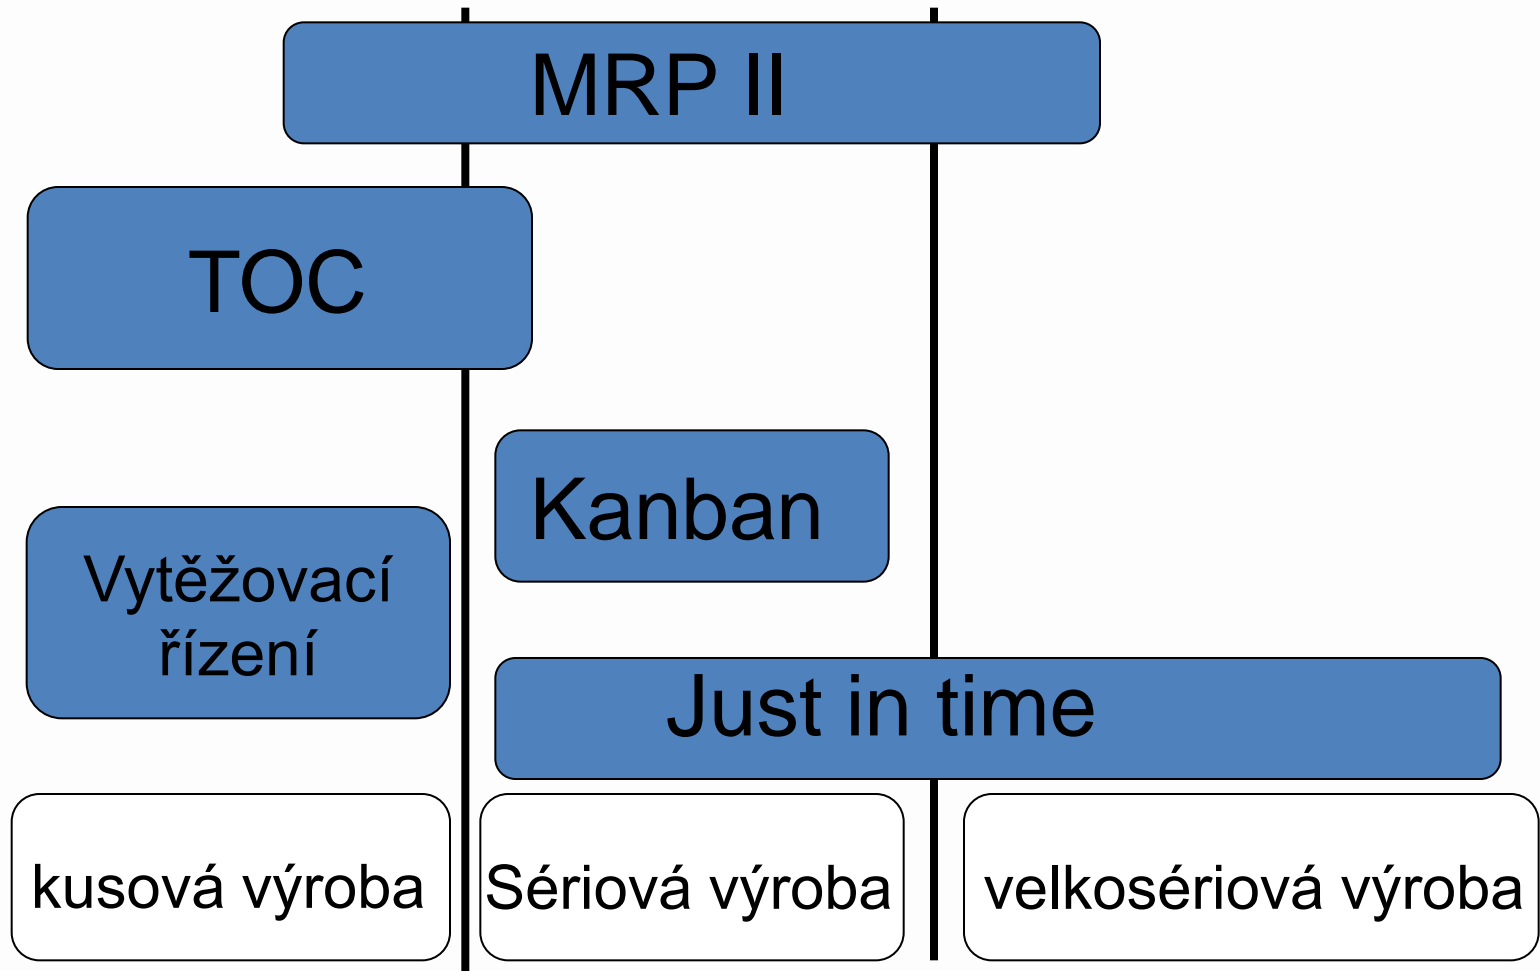 MRP II
TOC
Kanban
Vytěžovací
řízení
Just in time
kusová výroba
Sériová výroba
velkosériová výroba